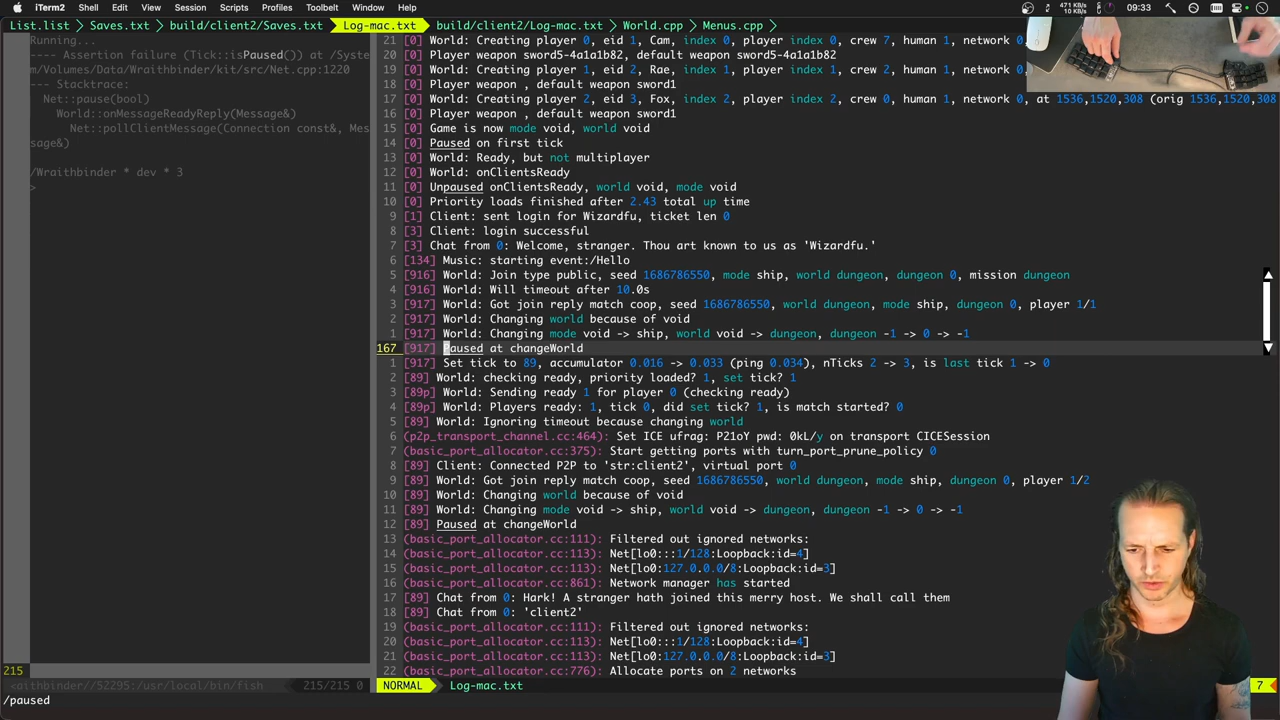 iTerm2 Shell Edit View Session Scripts Profiles Toolbelt Window Help 471 KB 10 KB 09:33
List.list Saves.txt build/client2/Saves.txt Log-mac.txt build/client2/Log-mac.txt World.cpp Menus.cpp
Running...
---- Assertion failure (Tick::isPaused()) at /Syste
m/Volumes/Data/Wraithbinder/kit/src/Net.cpp:1220
--- Stacktrace:
Net::pause(bool)
World::onMessageReadyReply(Message&)
Net::pollClientMessage(Connection const&, Mes
sage&)
/Wraithbinder * dev * 3
>
215
<aithbinder//52295:/usr/local/bin/fish 215/215 0
21 [0] World: Creating player 0, eid 1, Cam, index 0, player index 0, crew 7, human 1, network 0,
20 [0] Player weapon sword5-4a1a1b82, default weapon sword5-4a1a1b82
19 [0] World: Creating player 1, eid 2, Rae, index 1, player index 1, crew 2, human 1, network 0,
18 [0] Player weapon , default weapon sword1
17 [0] World: Creating player 2, eid 3, Fox, index 2, player index 2, crew 0, human 1, network 0, at 1536,1520,308 (orig 1536,1520,308
16 [0] Player weapon , default weapon sword1
15 [0] Game is now mode void, world void
14 [0] Paused on first tick
13 [0] World: Ready, but not multiplayer
12 [0] World: onClientsReady
11 [0] Unpaused onClientsReady, world void, mode void
10 [0] Priority loads finished after 2.43 total up time
9 [1] Client: sent login for Wizardfu, ticket len 0
8 [3] Client: login successful
7 [3] Chat from 0: Welcome, stranger. Thou art known to us as 'Wizardfu.'
6 [134] Music: starting event:/Hello
5 [916] World: Join type public, seed 1686786550, mode ship, world dungeon, dungeon 0, mission dungeon
4 [916] World: Will timeout after 10.0s
3 [917] World: Got join reply match coop, seed 1686786550, world dungeon, mode ship, dungeon 0, player 1/1
2 [917] World: Changing world because of void
1 [917] World: Changing mode void -> ship, world void -> dungeon, dungeon -1 -> 0 -> -1
167 [917] Paused at changeWorld
1 [917] Set tick to 89, accumulator 0.016 -> 0.033 (ping 0.034), nTicks 2 -> 3, is last tick 1 -> 0
2 [89] World: checking ready, priority loaded? 1, set tick? 1
3 [89p] World: Sending ready 1 for player 0 (checking ready)
4 [89p] World: Players ready: 1, tick 0, did set tick? 1, is match started? 0
5 [89] World: Ignoring timeout because changing world
6 (p2p_transport_channel.cc:464): Set ICE ufrag: P21oY pwd: 0kL/y on transport CICESession
7 (basic_port_allocator.cc:375): Start getting ports with turn_port_prune_policy 0
8 [89] Client: Connected P2P to 'str:client2', virtual port 0
9 [89] World: Got join reply match coop, seed 1686786550, world dungeon, mode ship, dungeon 0, player 1/2
10 [89] World: Changing world because of void
11 [89] World: Changing mode void -> ship, world void -> dungeon, dungeon -1 -> 0 -> -1
12 [89] Paused at changeWorld
13 (basic_port_allocator.cc:111): Filtered out ignored networks:
14 (basic_port_allocator.cc:113): Net[lo0:::1/128:Loopback:id=4]
15 (basic_port_allocator.cc:113): Net[lo0:127.0.0.0/8:Loopback:id=3]
16 (basic_port_allocator.cc:861): Network manager has started
17 [89] Chat from 0: Hark! A stranger hath joined this merry host. We shall call them
18 [89] Chat from 0: 'client2'
19 (basic_port_allocator.cc:111): Filtered out ignored networks:
20 (basic_port_allocator.cc:113): Net[lo0:::1/128:Loopback:id=4]
21 (basic_port_allocator.cc:113): Net[lo0:127.0.0.0/8:Loopback:id=3]
22 (basic_port_allocator.cc:776): Allocate ports on 2 networks
NORMAL Log-mac.txt 7
/paused